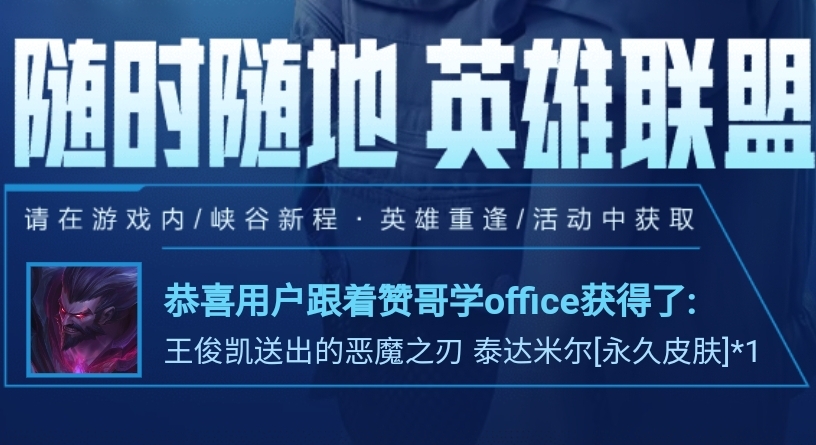 随时随地 英雄联盟
请在游戏内/峡谷新程 · 英雄重逢/活动中获取
恭喜用户跟着赞哥学office获得了:
王俊凯送出的恶魔之刃 泰达米尔[永久皮肤]*1